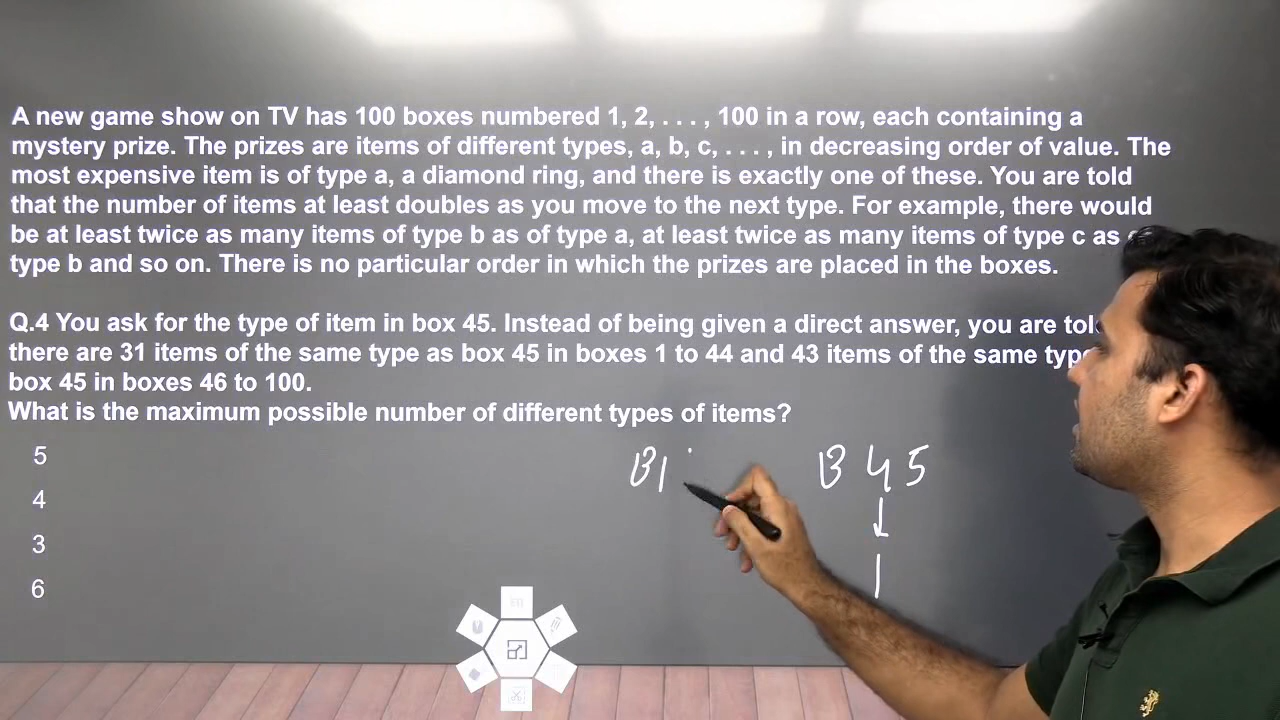 A new game show on TV has 100 boxes numbered 1, 2, . . . , 100 in a row, each containing a
mystery prize. The prizes are items of different types, a, b, c, . . . , in decreasing order of value. The
most expensive item is of type a, a diamond ring, and there is exactly one of these. You are told
that the number of items at least doubles as you move to the next type. For example, there would
be at least twice as many items of type b as of type a, at least twice as many items of type c as
type b and so on. There is no particular order in which the prizes are placed in the boxes.
Q.4 You ask for the type of item in box 45. Instead of being given a direct answer, you are
there are 31 items of the same type as box 45 in boxes 1 to 44 and 43 items of the same
box 45 in boxes 46 to 100.
What is the maximum possible number of different types of items?
5
4
3
6
B1 B 45
1